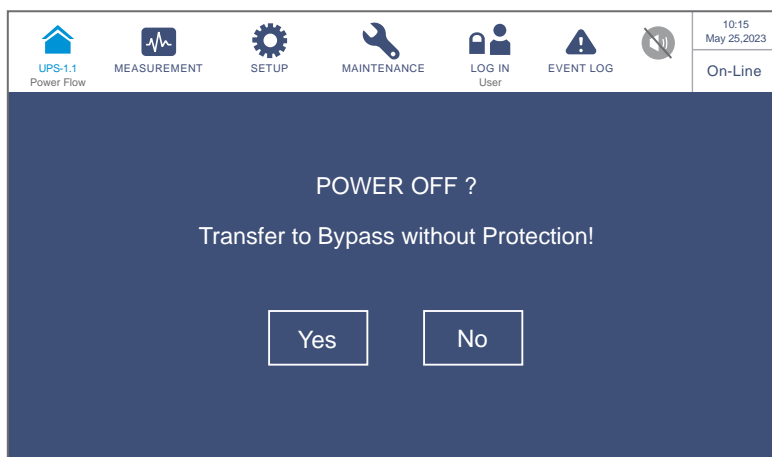 UPS-1.1
Power Flow
MEASUREMENT
SETUP
MAINTENANCE
LOG IN
User
EVENT LOG
10:15
May 25,2023
On-Line
POWER OFF ?
Transfer to Bypass without Protection!
Yes
No